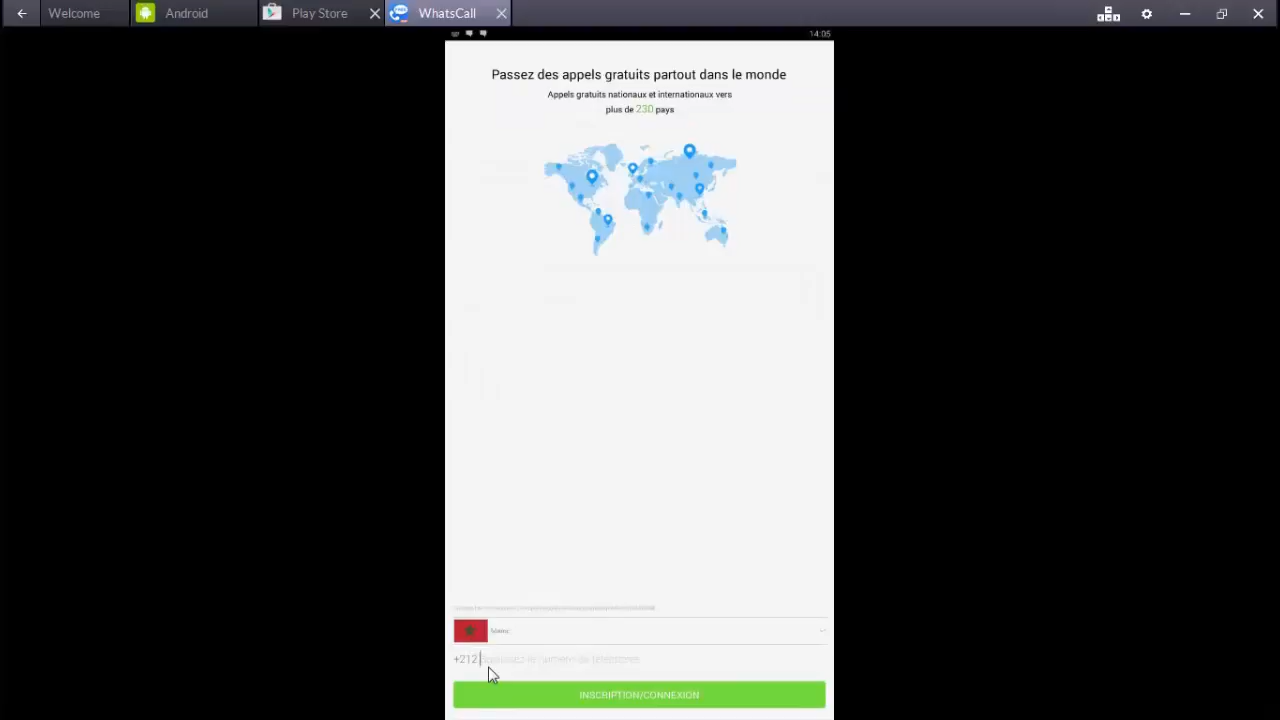 Welcome
Android
Play Store
WhatsCall
14:05
Passez des appels gratuits partout dans le monde
Appels gratuits nationaux et internationaux vers
plus de 230 pays
Maroc
+212
INSCRIPTION/CONNEXION